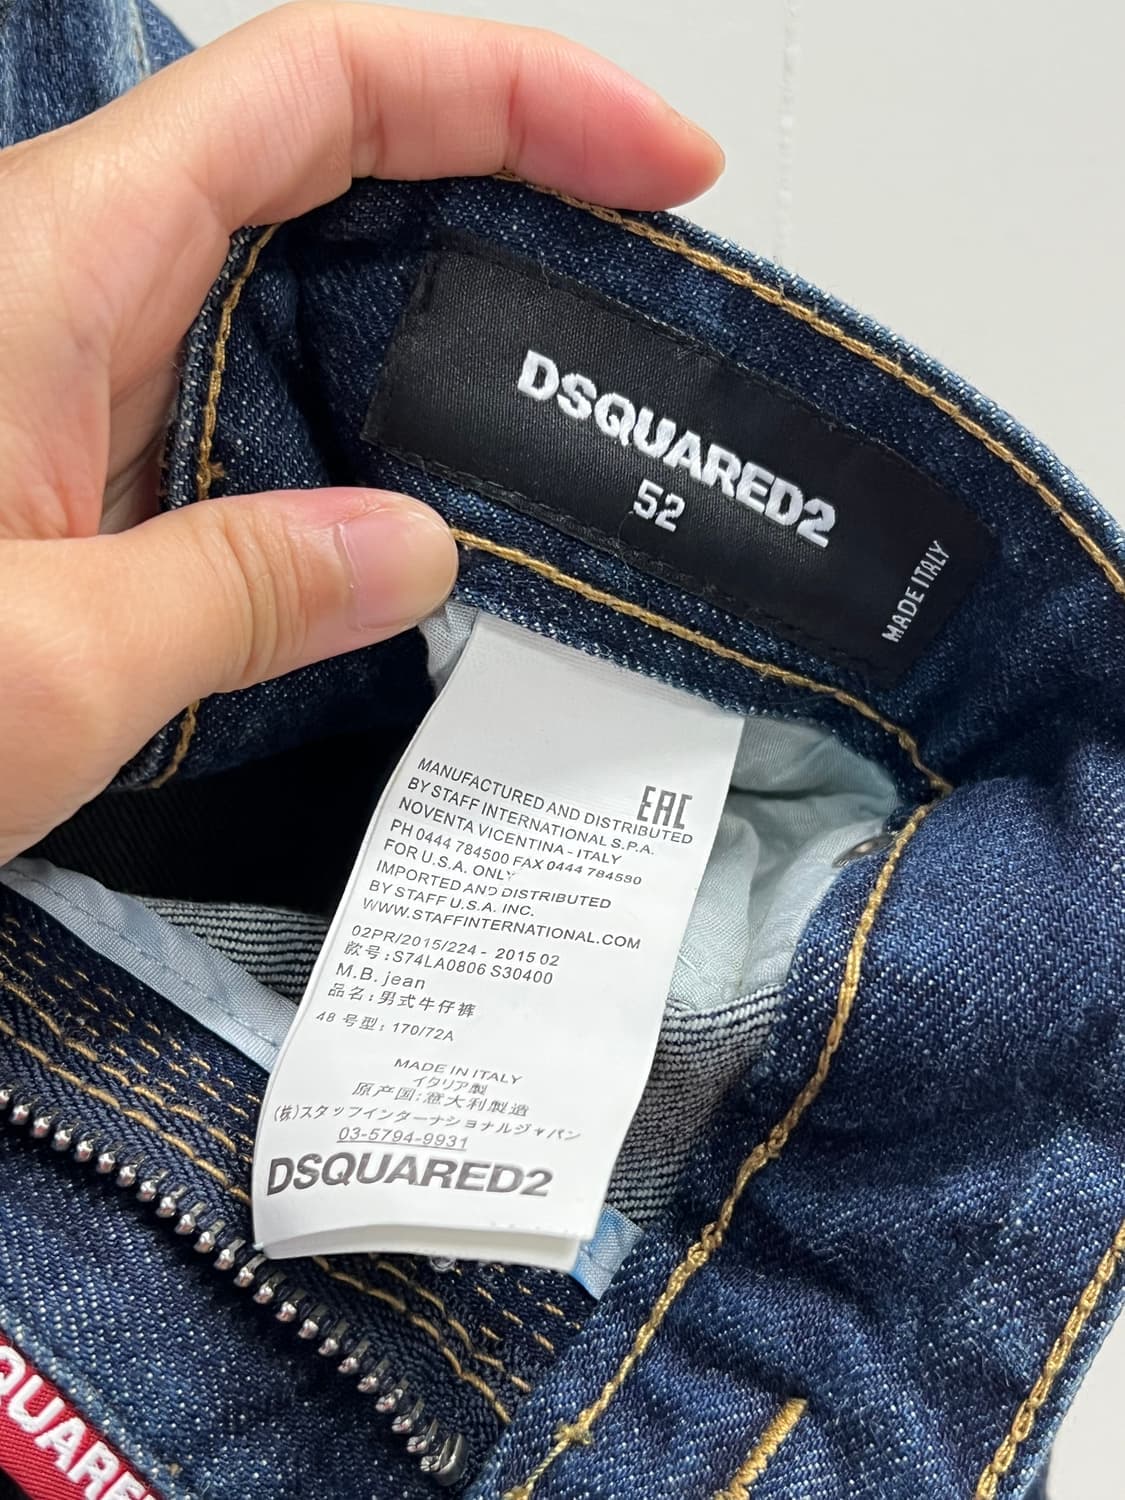 DSQUARED2
52
MADE ITALY
EAC
MANUFACTURED AND DISTRIBUTED
BY STAFF INTERNATIONAL S.P.A.
NOVENTA VICENTINA - ITALY
PH 0444 784500 FAX 0444 784590
FOR U.S.A. ONLY
IMPORTED AND DISTRIBUTED
BY STAFF U.S.A. INC.
WWW.STAFFINTERNATIONAL.COM
02PR/2015/224 - 2015 02
款号:S74LA0806 S30400
M.B. jean
品名:男式牛仔裤
48 号型: 170/72A
MADE IN ITALY
イタリア製
原产国:意大利製造
(株)スタッフインターナショナルジャパン
03-5794-9931
DSQUARED2
QUARE